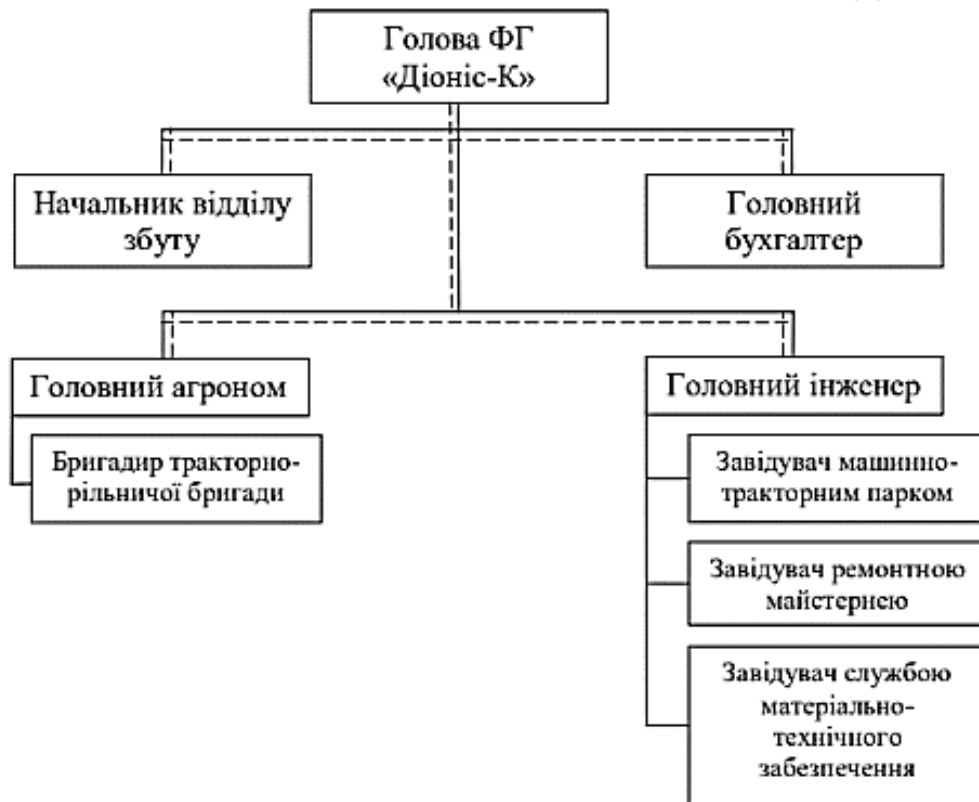 Голова ФГ
«Діоніс-К»
Начальник відділу
збуту
Головний
бухгалтер
Головний агроном
Бригадир тракторно-
рільничої бригади
Головний інженер
Завідувач машинно-
тракторним парком
Завідувач ремонтною
майстернею
Завідувач службою
матеріально-
технічного
забезпечення